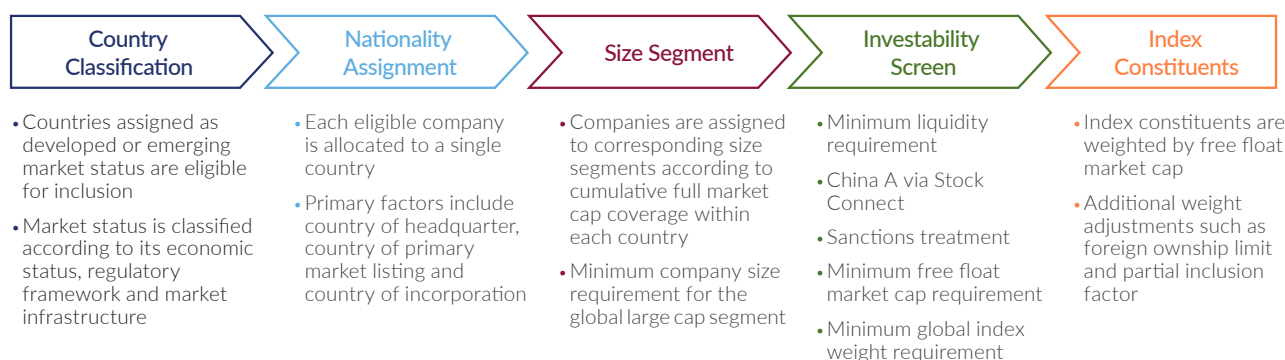 Country
Classification
Nationality
Assignment
Size Segment
Investability
Screen
Index
Constituents
• Countries assigned as
developed or emerging
market status are eligible
for inclusion
• Market status is classified
according to its economic
status, regulatory
framework and market
infrastructure
• Each eligible company
is allocated to a single
country
• Primary factors include
country of headquarter,
country of primary
market listing and
country of incorporation
• Companies are assigned
to corresponding size
segments according to
cumulative full market
cap coverage within
each country
• Minimum company size
requirement for the
global large cap segment
• Minimum liquidity
requirement
• China A via Stock
Connect
• Sanctions treatment
• Minimum free float
market cap requirement
• Minimum global index
weight requirement
• Index constituents are
weighted by free float
market cap
• Additional weight
adjustments such as
foreign ownship limit
and partial inclusion
factor